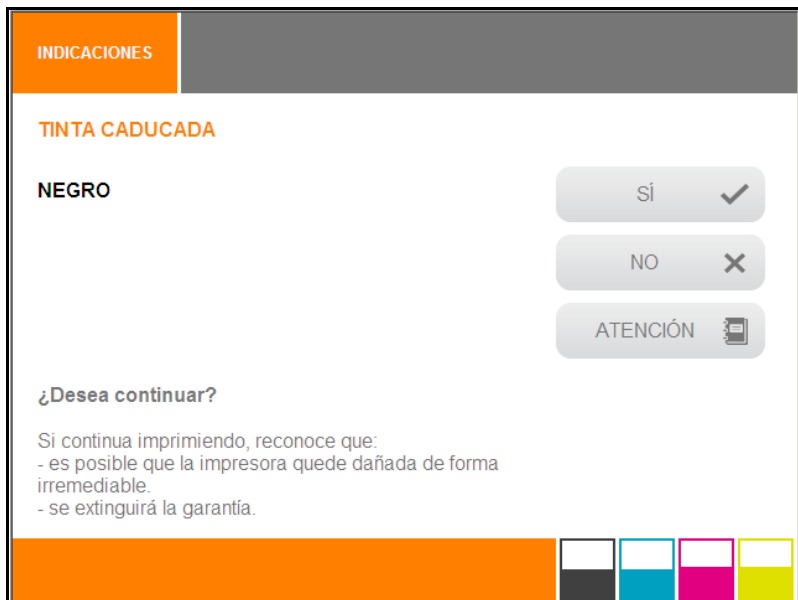 INDICACIONES
TINTA CADUCADA
NEGRO
SÍ
NO
ATENCIÓN
¿Desea continuar?
Si continua imprimiendo, reconoce que:
- es posible que la impresora quede dañada de forma
irremediable.
- se extinguirá la garantía.